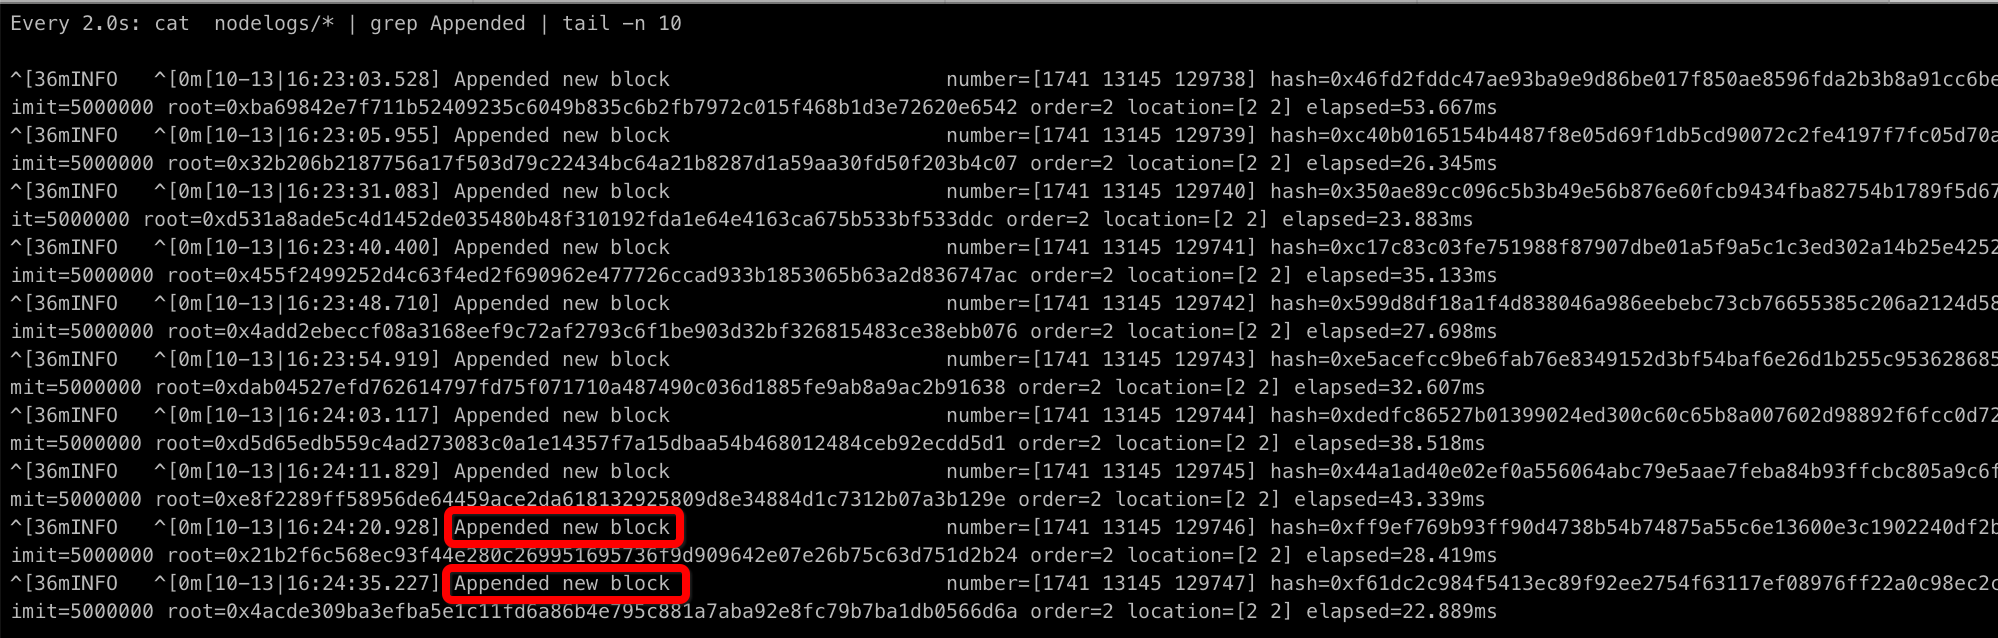 Every 2.0s: cat  nodelogs/* | grep Appended | tail -n 10
^[36mINFO   ^[0m[10-13|16:23:03.528] Appended new block                       number=[1741 13145 129738] hash=0x46fd2fddc47ae93ba9e9d86be017f850ae8596fda2b3b8a91cc6be
imit=5000000 root=0xba69842e7f711b52409235c6049b835c6b2fb7972c015f468b1d3e72620e6542 order=2 location=[2 2] elapsed=53.667ms
^[36mINFO   ^[0m[10-13|16:23:05.955] Appended new block                       number=[1741 13145 129739] hash=0xc40b0165154b4487f8e05d69f1db5cd90072c2fe4197f7fc05d70a
imit=5000000 root=0x32b206b2187756a17f503d79c22434bc64a21b8287d1a59aa30fd50f203b4c07 order=2 location=[2 2] elapsed=26.345ms
^[36mINFO   ^[0m[10-13|16:23:31.083] Appended new block                       number=[1741 13145 129740] hash=0x350ae89cc096c5b3b49e56b876e60fcb9434fba82754b1789f5d67
it=5000000 root=0xd531a8ade5c4d1452de035480b48f310192fda1e64e4163ca675b533bf533ddc order=2 location=[2 2] elapsed=23.883ms
^[36mINFO   ^[0m[10-13|16:23:40.400] Appended new block                       number=[1741 13145 129741] hash=0xc17c83c03fe751988f87907dbe01a5f9a5c1c3ed302a14b25e4252
imit=5000000 root=0x455f2499252d4c63f4ed2f690962e477726ccad933b1853065b63a2d836747ac order=2 location=[2 2] elapsed=35.133ms
^[36mINFO   ^[0m[10-13|16:23:48.710] Appended new block                       number=[1741 13145 129742] hash=0x599d8df18a1f4d838046a986eebebc73cb76655385c206a2124d58
imit=5000000 root=0x4add2ebeccf08a3168eef9c72af2793c6f1be903d32bf326815483ce38ebb076 order=2 location=[2 2] elapsed=27.698ms
^[36mINFO   ^[0m[10-13|16:23:54.919] Appended new block                       number=[1741 13145 129743] hash=0xe5acefcc9be6fab76e8349152d3bf54baf6e26d1b255c953628685
mit=5000000 root=0xdab04527efd762614797fd75f071710a487490c036d1885fe9ab8a9ac2b91638 order=2 location=[2 2] elapsed=32.607ms
^[36mINFO   ^[0m[10-13|16:24:03.117] Appended new block                       number=[1741 13145 129744] hash=0xdedfc86527b01399024ed300c60c65b8a007602d98892f6fcc0d72
mit=5000000 root=0xd5d65edb559c4ad273083c0a1e14357f7a15dbaa54b468012484ceb92ecdd5d1 order=2 location=[2 2] elapsed=38.518ms
^[36mINFO   ^[0m[10-13|16:24:11.829] Appended new block                       number=[1741 13145 129745] hash=0x44a1ad40e02ef0a556064abc79e5aae7feba84b93ffcbc805a9c6f
mit=5000000 root=0xe8f2289ff58956de64459ace2da618132925809d8e34884d1c7312b07a3b129e order=2 location=[2 2] elapsed=43.339ms
^[36mINFO   ^[0m[10-13|16:24:20.928] Appended new block                       number=[1741 13145 129746] hash=0xff9ef769b93ff90d4738b54b74875a55c6e13600e3c1902240df2b
imit=5000000 root=0x21b2f6c568ec93f44e280c269951695736f9d909642e07e26b75c63d751d2b24 order=2 location=[2 2] elapsed=28.419ms
^[36mINFO   ^[0m[10-13|16:24:35.227] Appended new block                       number=[1741 13145 129747] hash=0xf61dc2c984f5413ec89f92ee2754f63117ef08976ff22a0c98ec2c
imit=5000000 root=0x4acde309ba3efba5e1c11fd6a86b4e795c881a7aba92e8fc79b7ba1db0566d6a order=2 location=[2 2] elapsed=22.889ms